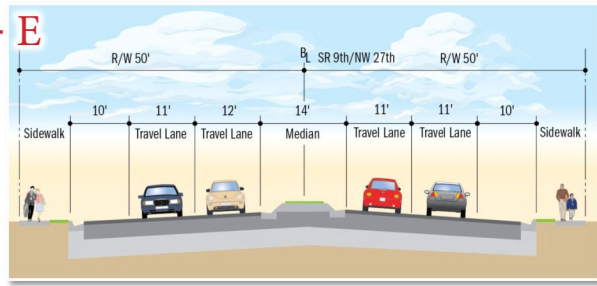 E
R/W 50' BL SR 9th/NW 27th R/W 50'
10' 11' 12' 14' 11' 11' 10'
Sidewalk Travel Lane Travel Lane Median Travel Lane Travel Lane Sidewalk